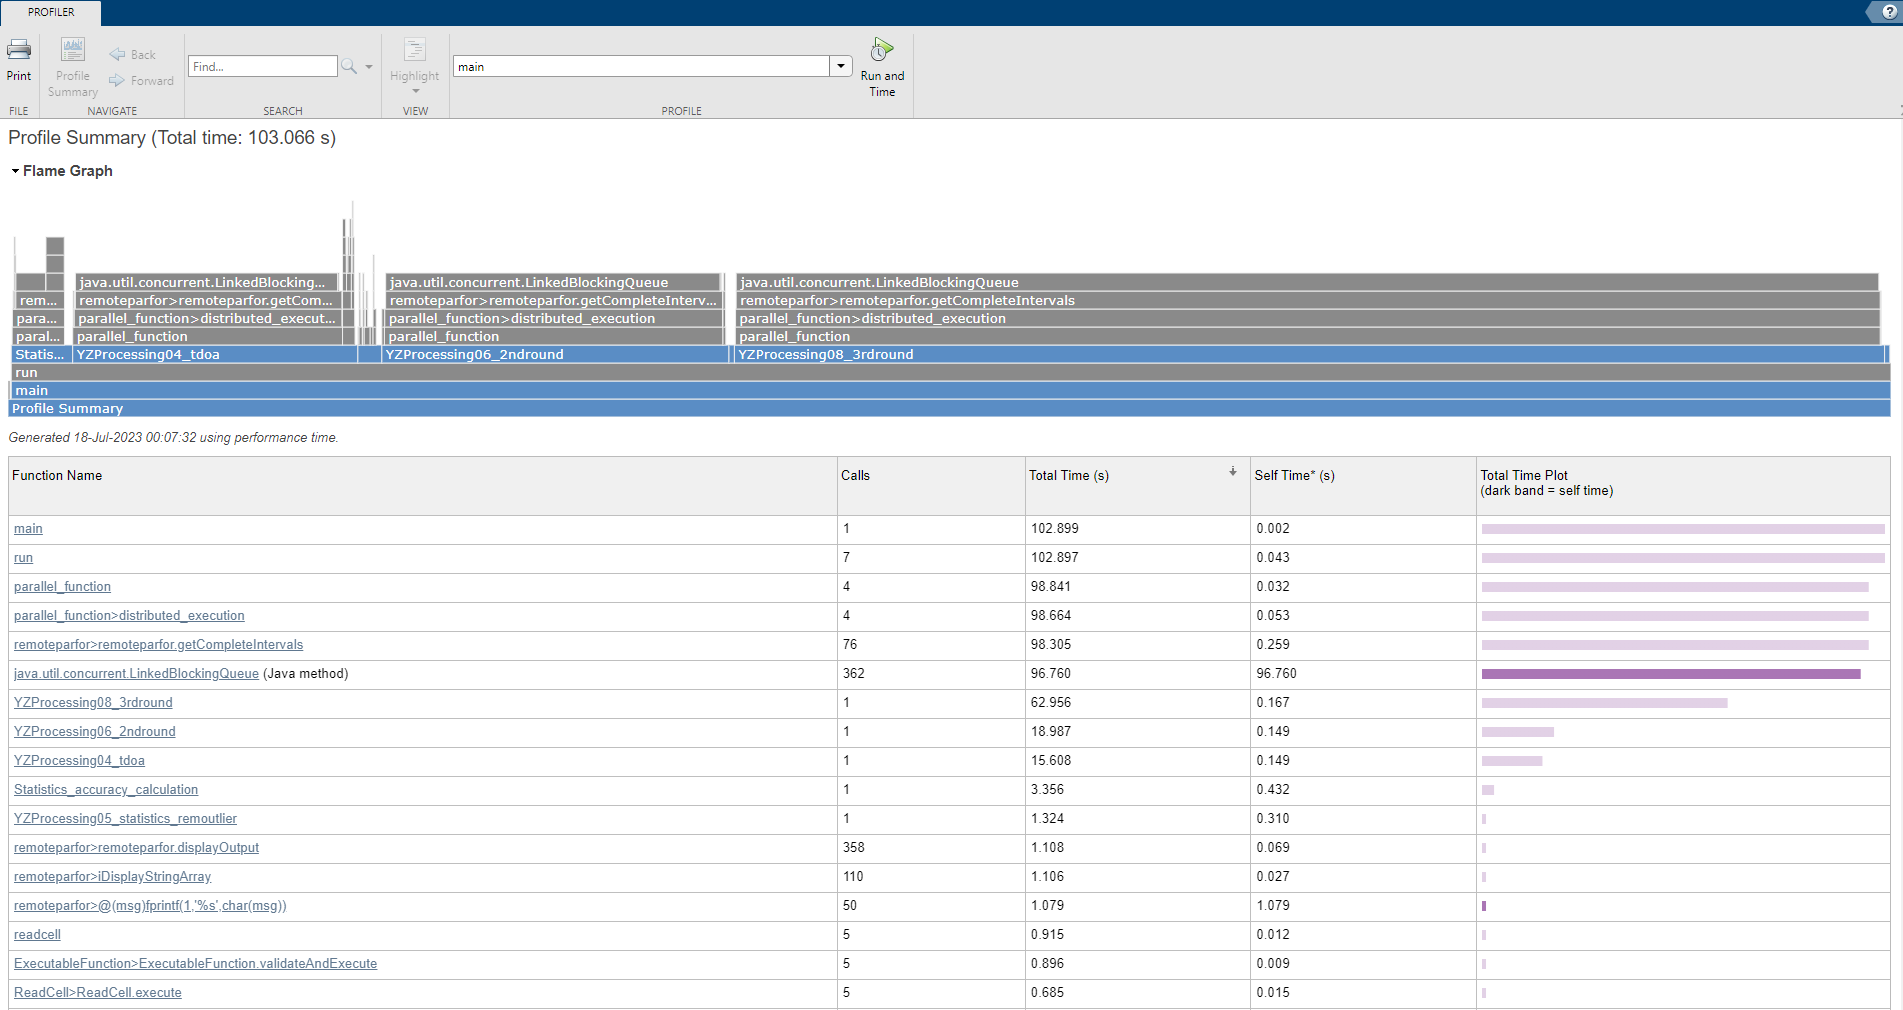 PROFILER
?
Print
Profile Summary
Back
Forward
Find...
Highlight
main
Run and Time
FILE
NAVIGATE
SEARCH
VIEW
PROFILE
Profile Summary (Total time: 103.066 s)
Flame Graph
java.util.concurrent.LinkedBlocking...
java.util.concurrent.LinkedBlockingQueue
java.util.concurrent.LinkedBlockingQueue
rem...
remoteparfor>remoteparfor.getCom...
remoteparfor>remoteparfor.getCompleteInterv...
remoteparfor>remoteparfor.getCompleteIntervals
para...
parallel_function>distributed_execut...
parallel_function>distributed_execution
parallel_function>distributed_execution
paral...
parallel_function
parallel_function
parallel_function
Statis...
YZProcessing04_tdoa
YZProcessing06_2ndround
YZProcessing08_3rdround
run
main
Profile Summary
Generated 18-Jul-2023 00:07:32 using performance time.
Function Name Calls Total Time (s) Self Time* (s) Total Time Plot
(dark band = self time)
main 1 102.899 0.002
run 7 102.897 0.043
parallel_function 4 98.841 0.032
parallel_function>distributed_execution 4 98.664 0.053
remoteparfor>remoteparfor.getCompleteIntervals 76 98.305 0.259
java.util.concurrent.LinkedBlockingQueue (Java method) 362 96.760 96.760
YZProcessing08_3rdround 1 62.956 0.167
YZProcessing06_2ndround 1 18.987 0.149
YZProcessing04_tdoa 1 15.608 0.149
Statistics_accuracy_calculation 1 3.356 0.432
YZProcessing05_statistics_remoutlier 1 1.324 0.310
remoteparfor>remoteparfor.displayOutput 358 1.108 0.069
remoteparfor>iDisplayStringArray 110 1.106 0.027
remoteparfor>@(msg)fprintf(1,'%s',char(msg)) 50 1.079 1.079
readcell 5 0.915 0.012
ExecutableFunction>ExecutableFunction.validateAndExecute 5 0.896 0.009
ReadCell>ReadCell.execute 5 0.685 0.015